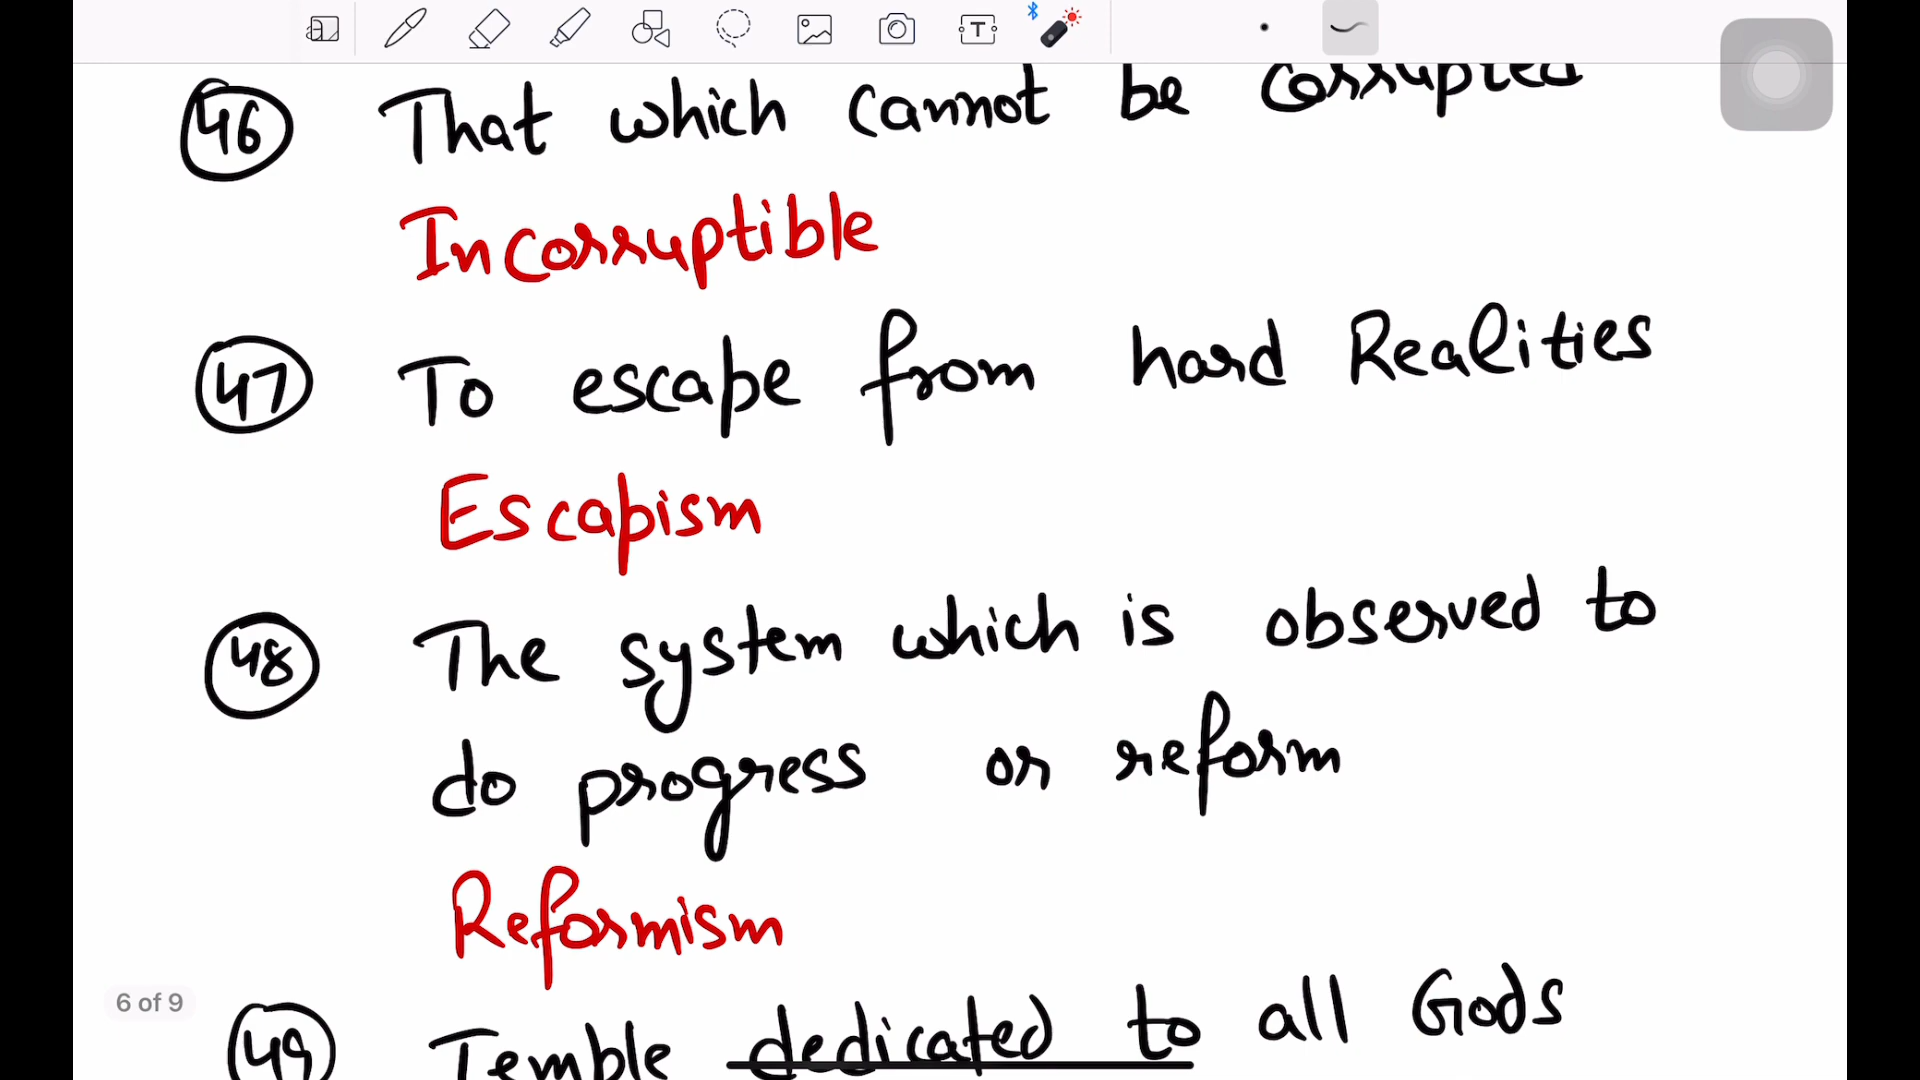 46 That which cannot be corrupted
Incorruptible
47 To escape from hard Realities
Escapism
48 The system which is observed to
do progress or reform
Reformism
6 of 9
49 Temple dedicated to all Gods